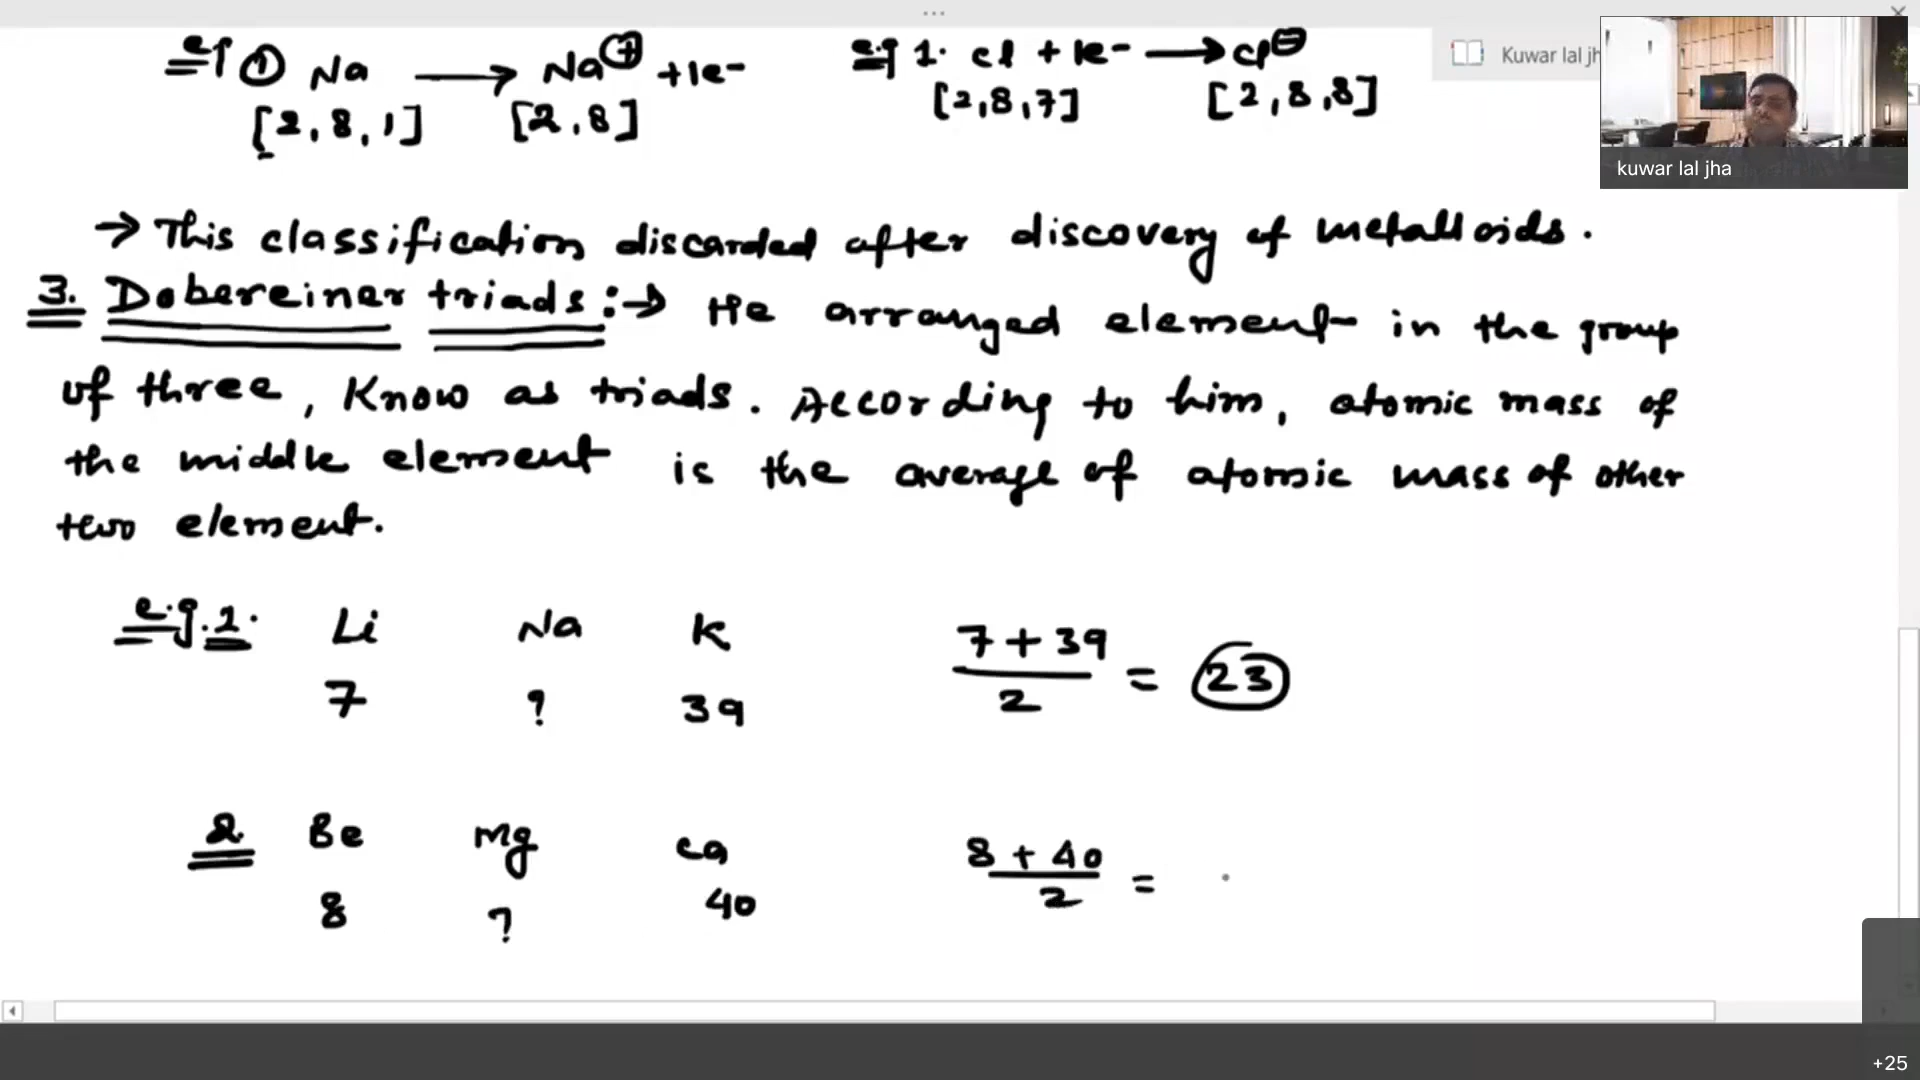 eg ① Na ⟶ Na⊕ +1e-
[2,8,1] [2,8]
eg 1. Cl + 1e- ⟶ Cl⊖
[2,8,7] [2,8,8]
Kuwar lal jh
kuwar lal jha
→ This classification discarded after discovery of metalloids.
3. Dobereiner triads :→ He arranged element in the group
of three, Know as triads. According to him, atomic mass of
the middle element is the average of atomic mass of other
two element.
e.g.1. Li Na K
7 ? 39
7+39 / 2 = 23
2. Be Mg Ca
8 ? 40
8+40 / 2 =
+25